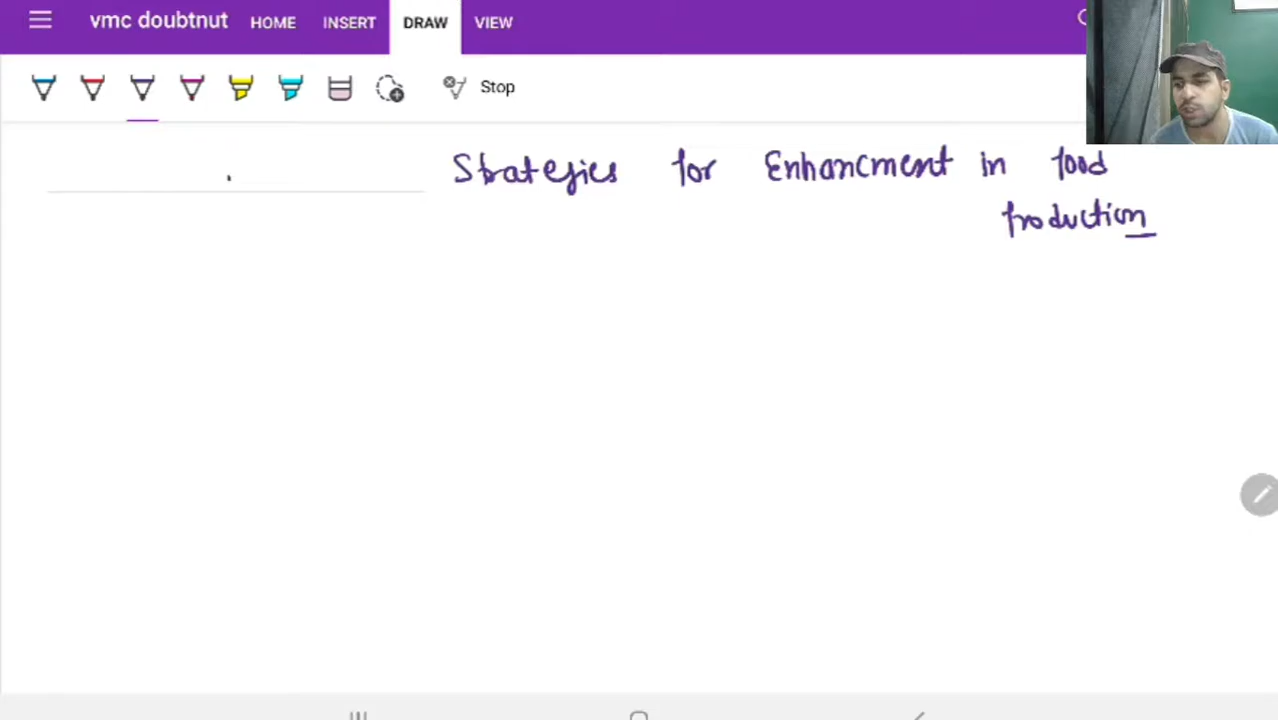 vmc doubtnut HOME INSERT DRAW VIEW
Stop
Strategies for Enhancment in food
production